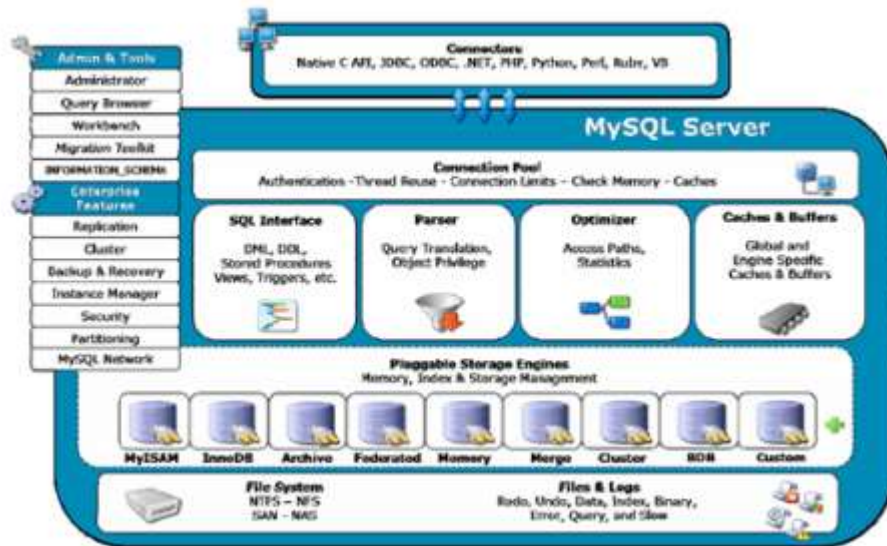 Connectors
Native C API, JDBC, ODBC, .NET, PHP, Python, Perl, Ruby, VB
Admin & Tools
Administrator
Query Browser
Workbench
Migration Toolkit
INFORMATION_SCHEMA
Enterprise
Features
Replication
Cluster
Backup & Recovery
Instance Manager
Security
Partitioning
MySQL Network
MySQL Server
Connection Pool
Authentication -Thread Reuse - Connection Limits – Check Memory - Caches
SQL Interface
DML, DDL,
Stored Procedures
Views, Triggers, etc.
Parser
Query Translation,
Object Privilege
Optimizer
Access Paths,
Statistics
Caches & Buffers
Global and
Engine Specific
Caches & Buffers
Pluggable Storage Engines
Memory, Index & Storage Management
MyISAM
InnoDB
Archive
Federated
Memory
Merge
Cluster
BDB
Custom
File System
NTFS – NFS
SAN – NAS
Files & Logs
Redo, Undo, Data, Index, Binary,
Error, Query, and Slow